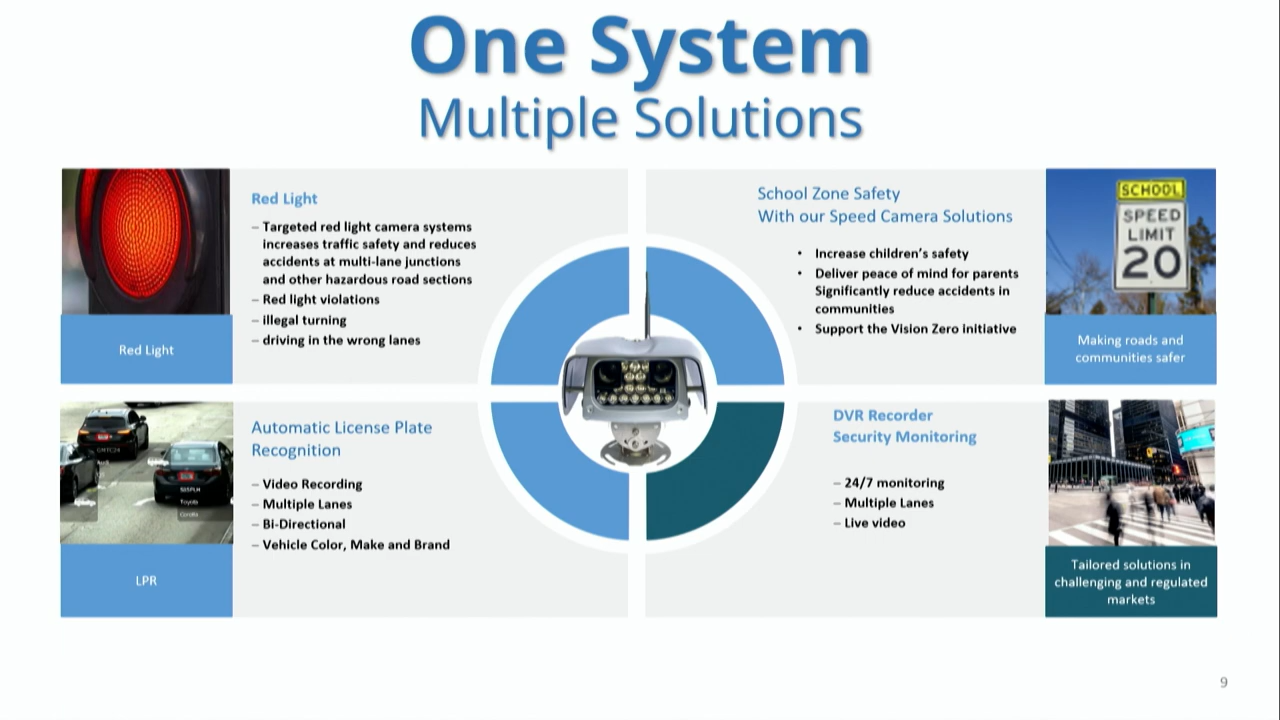 One System
Multiple Solutions
Red Light
– Targeted red light camera systems
increases traffic safety and reduces
accidents at multi-lane junctions
and other hazardous road sections
– Red light violations
– illegal turning
– driving in the wrong lanes
Red Light
School Zone Safety
With our Speed Camera Solutions
• Increase children's safety
• Deliver peace of mind for parents
Significantly reduce accidents in
communities
• Support the Vision Zero initiative
SCHOOL
SPEED
LIMIT
20
Making roads and
communities safer
Automatic License Plate
Recognition
– Video Recording
– Multiple Lanes
– Bi-Directional
– Vehicle Color, Make and Brand
Toyota
Corolla
LPR
DVR Recorder
Security Monitoring
– 24/7 monitoring
– Multiple Lanes
– Live video
Tailored solutions in
challenging and regulated
markets
9